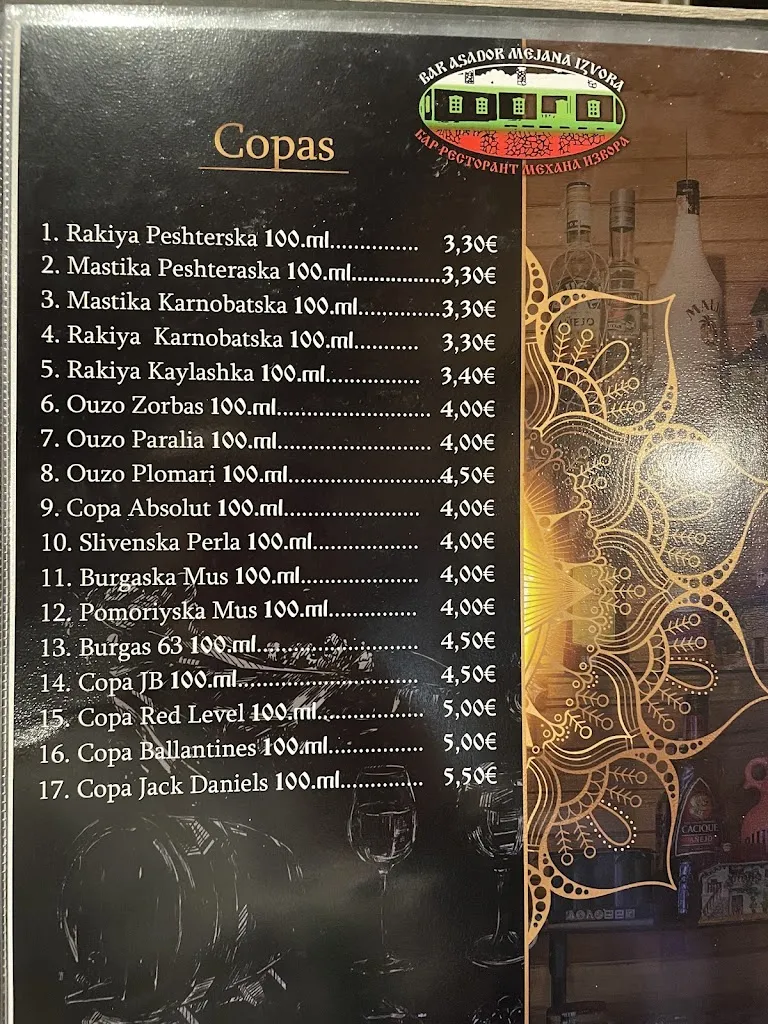 BAR ASADOR MEJANA IZVORA
БАР РЕСТОРАНТ МЕХАНА ИЗВОРА
Copas
1. Rakiya Peshterska 100.ml............... 3,30€
2. Mastika Peshteraska 100.ml...............3,30€
3. Mastika Karnobatska 100.ml..............3,30€
4. Rakiya Karnobatska 100.ml........... 3,30€
5. Rakiya Kaylashka 100.ml................ 3,40€
6. Ouzo Zorbas 100.ml.......................... 4,00€
7. Ouzo Paralia 100.ml.......................... 4,00€
8. Ouzo Plomari 100.ml..........................4,50€
9. Copa Absolut 100.ml....................... 4,00€
10. Slivenska Perla 100.ml.................. 4,00€
11. Burgaska Mus 100.ml.................... 4,00€
12. Pomoriyska Mus 100.ml............... 4,00€
13. Burgas 63 100.ml........................... 4,50€
14. Copa JB 100.ml............................... 4,50€
15. Copa Red Level 100.ml.................. 5,00€
16. Copa Ballantines 100.ml................ 5,00€
17. Copa Jack Daniels 100.ml.............. 5,50€
CACIQUE
AÑEJO